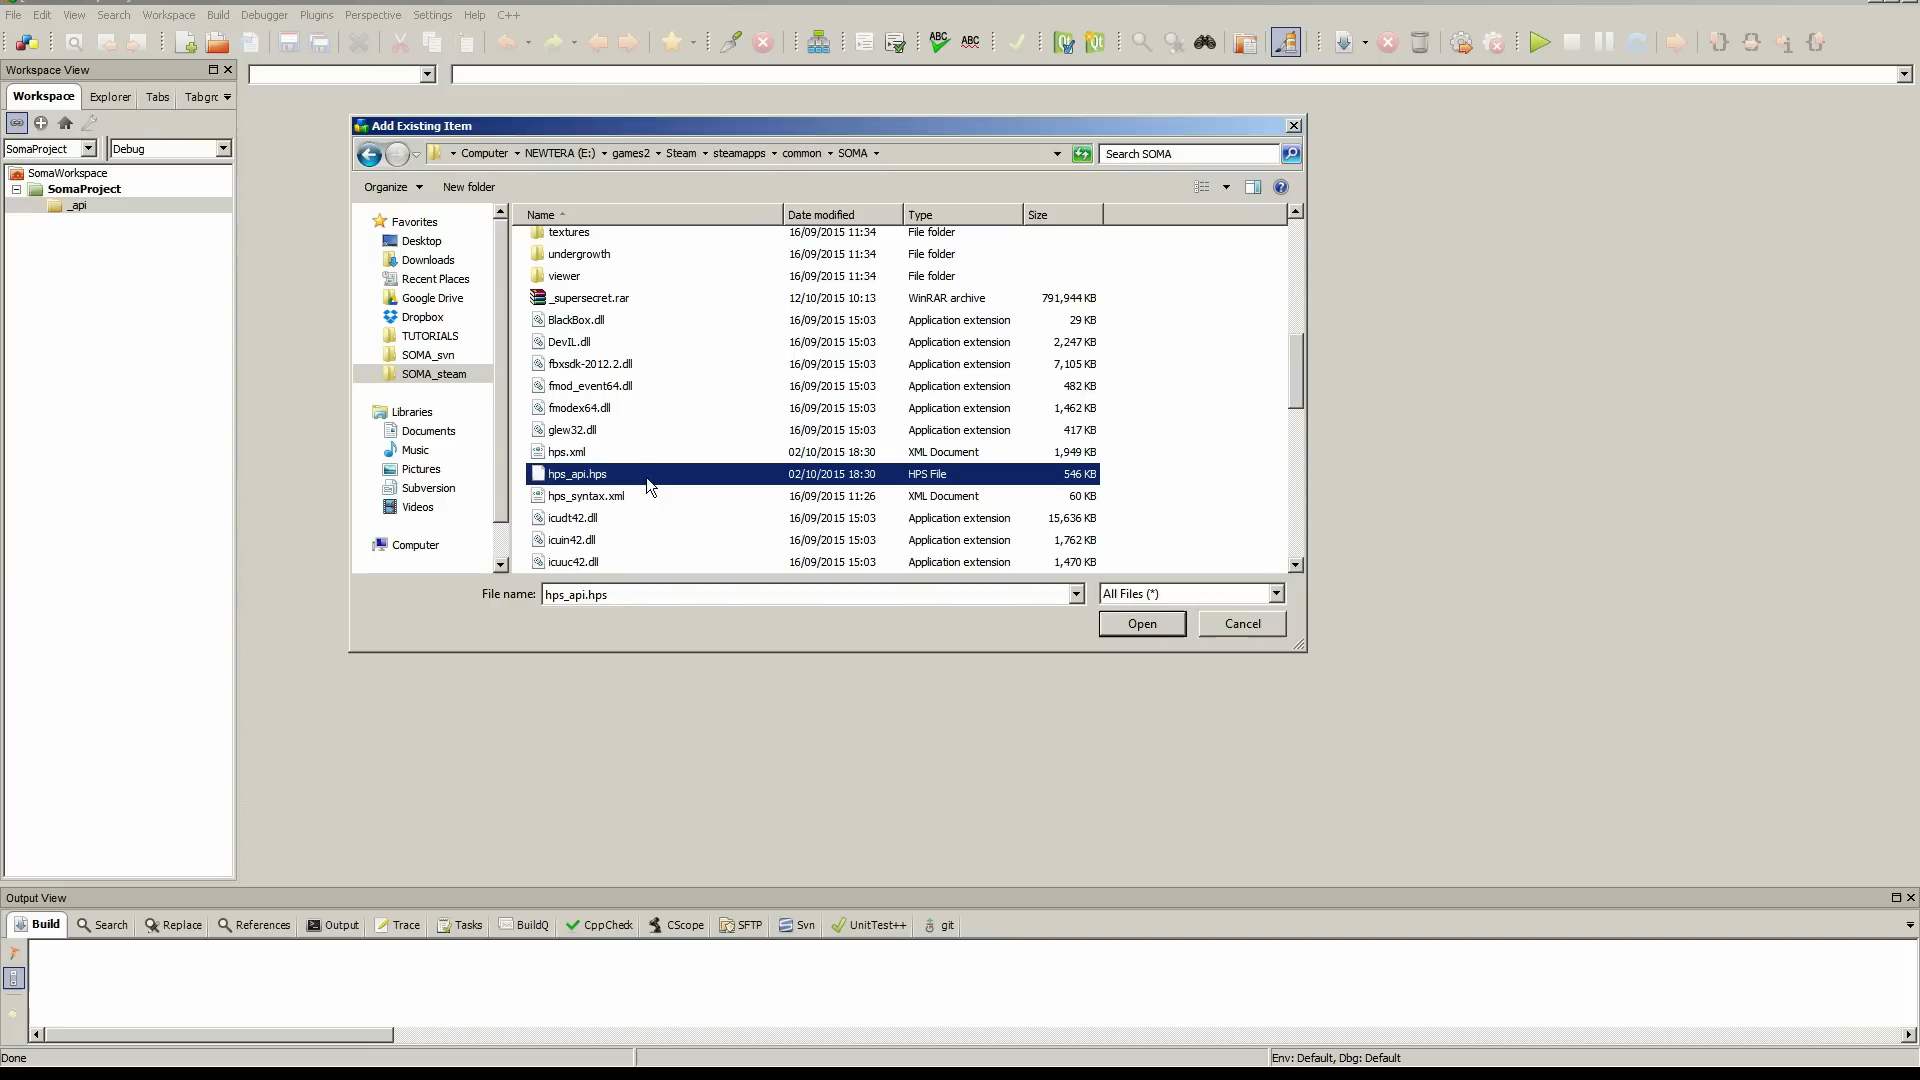 File Edit View Search Workspace Build Debugger Plugins Perspective Settings Help C++
ABC ABC
Workspace View
Workspace Explorer Tabs Tabgrc
SomaProject Debug
SomaWorkspace
SomaProject
_api
Add Existing Item
Computer NEWTERA (E:) games2 Steam steamapps common SOMA
Search SOMA
Organize New folder
Favorites
Desktop
Downloads
Recent Places
Google Drive
Dropbox
TUTORIALS
SOMA_svn
SOMA_steam
Libraries
Documents
Music
Pictures
Subversion
Videos
Computer
Name Date modified Type Size
textures 16/09/2015 11:34 File folder
undergrowth 16/09/2015 11:34 File folder
viewer 16/09/2015 11:34 File folder
_supersecret.rar 12/10/2015 10:13 WinRAR archive 791,944 KB
BlackBox.dll 16/09/2015 15:03 Application extension 29 KB
DevIL.dll 16/09/2015 15:03 Application extension 2,247 KB
fbxsdk-2012.2.dll 16/09/2015 15:03 Application extension 7,105 KB
fmod_event64.dll 16/09/2015 15:03 Application extension 482 KB
fmodex64.dll 16/09/2015 15:03 Application extension 1,462 KB
glew32.dll 16/09/2015 15:03 Application extension 417 KB
hps.xml 02/10/2015 18:30 XML Document 1,949 KB
hps_api.hps 02/10/2015 18:30 HPS File 546 KB
hps_syntax.xml 16/09/2015 11:26 XML Document 60 KB
icudt42.dll 16/09/2015 15:03 Application extension 15,636 KB
icuin42.dll 16/09/2015 15:03 Application extension 1,762 KB
icuuc42.dll 16/09/2015 15:03 Application extension 1,470 KB
File name: hps_api.hps All Files (*)
Open Cancel
Output View
Build Search Replace References Output Trace Tasks BuildQ CppCheck CScope SFTP Svn UnitTest++ git
Done
Env: Default, Dbg: Default